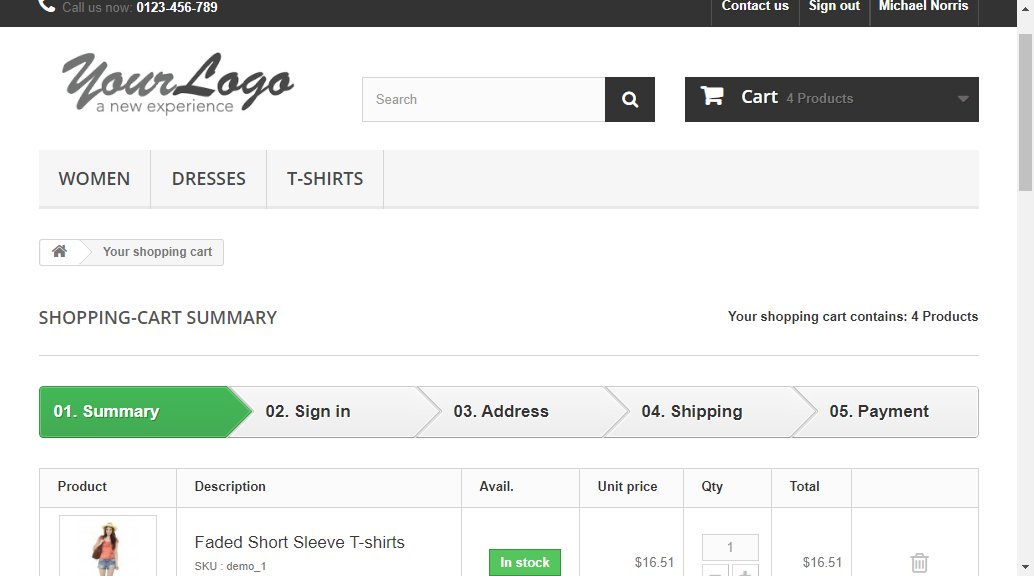 Call us now: 0123-456-789
Contact us
Sign out
Michael Norris
YourLogo
a new experience
Search
Cart 4 Products
WOMEN
DRESSES
T-SHIRTS
Your shopping cart
SHOPPING-CART SUMMARY
Your shopping cart contains: 4 Products
01. Summary
02. Sign in
03. Address
04. Shipping
05. Payment
Product
Description
Avail.
Unit price
Qty
Total
Faded Short Sleeve T-shirts
SKU : demo_1
In stock
$16.51
1
$16.51